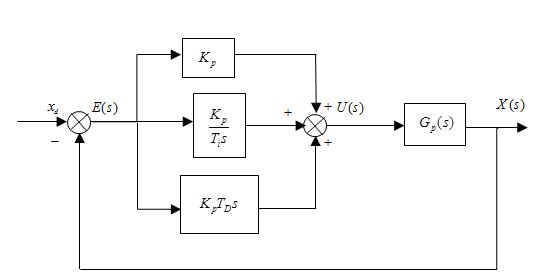 K_p
x_d
E(s)
K_p
T_i s
+
+ U(s)
G_p(s)
X(s)
−
+
K_p T_D s